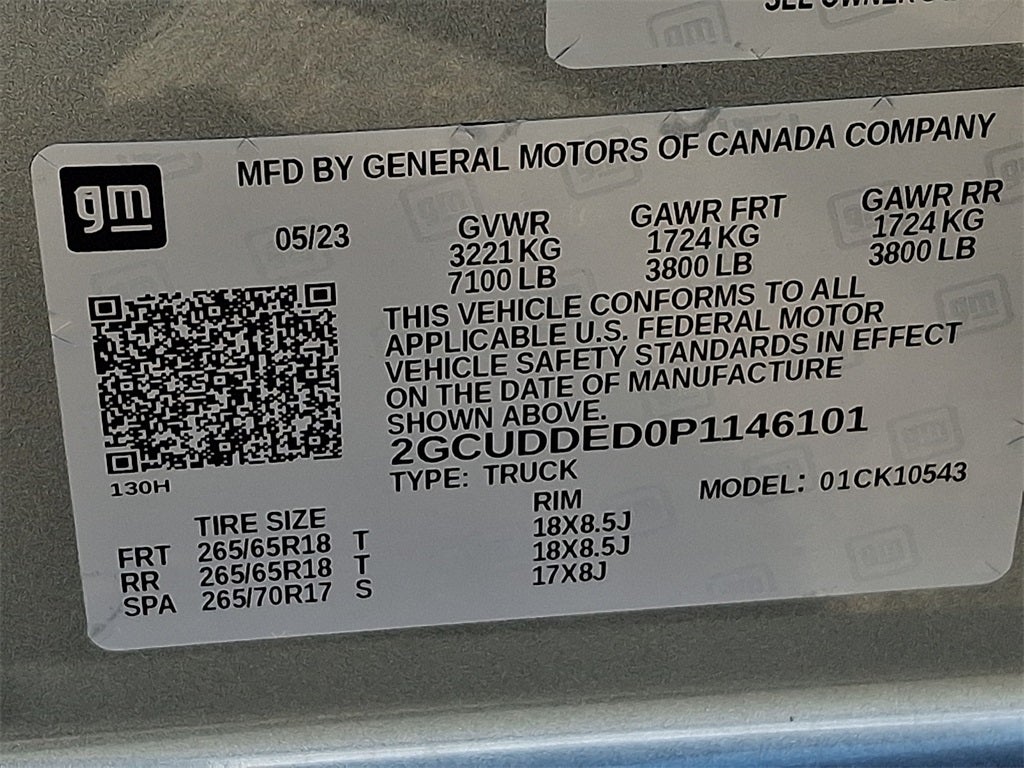 SEE OWNER'S
gm
MFD BY GENERAL MOTORS OF CANADA COMPANY
05/23
GVWR GAWR FRT GAWR RR
3221 KG 1724 KG 1724 KG
7100 LB 3800 LB 3800 LB
THIS VEHICLE CONFORMS TO ALL
APPLICABLE U.S. FEDERAL MOTOR
VEHICLE SAFETY STANDARDS IN EFFECT
ON THE DATE OF MANUFACTURE
SHOWN ABOVE.
2GCUDDED0P1146101
130H
TYPE: TRUCK MODEL: 01CK10543
TIRE SIZE RIM
FRT 265/65R18 T 18X8.5J
RR 265/65R18 T 18X8.5J
SPA 265/70R17 S 17X8J